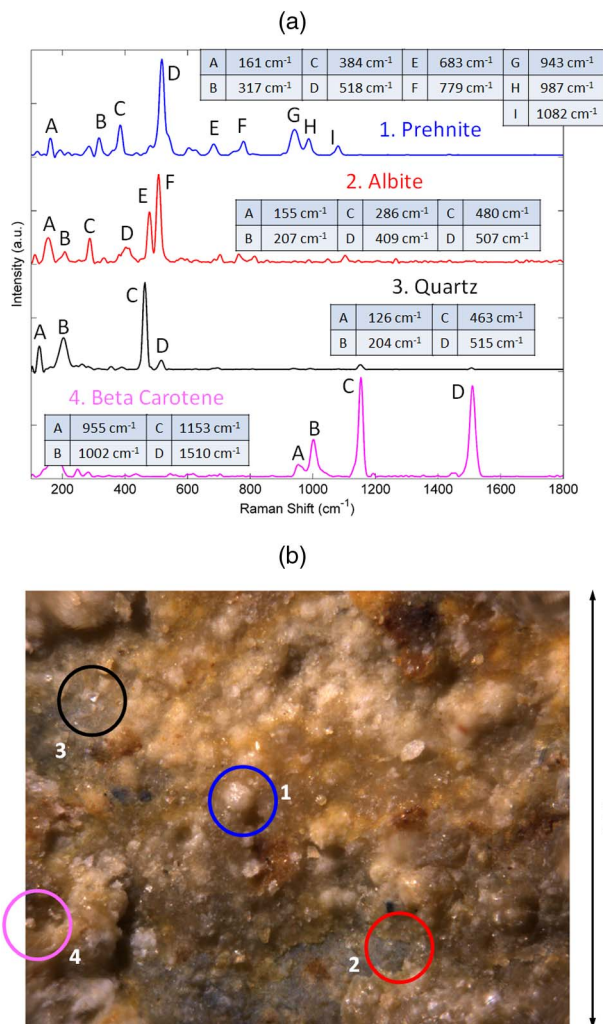 (a)
A 161 cm-1 C 384 cm-1 E 683 cm-1 G 943 cm-1
B 317 cm-1 D 518 cm-1 F 779 cm-1 H 987 cm-1
I 1082 cm-1
A B C D E F G H I
1. Prehnite
2. Albite
A B C D E F
A 155 cm-1 C 286 cm-1 C 480 cm-1
B 207 cm-1 D 409 cm-1 D 507 cm-1
3. Quartz
A B C D
A 126 cm-1 C 463 cm-1
B 204 cm-1 D 515 cm-1
4. Beta Carotene
A 955 cm-1 C 1153 cm-1
B 1002 cm-1 D 1510 cm-1
A B C D
Intensity (a.u.)
200 400 600 800 1000 1200 1400 1600 1800
Raman Shift (cm-1)
(b)
3
1
4
2